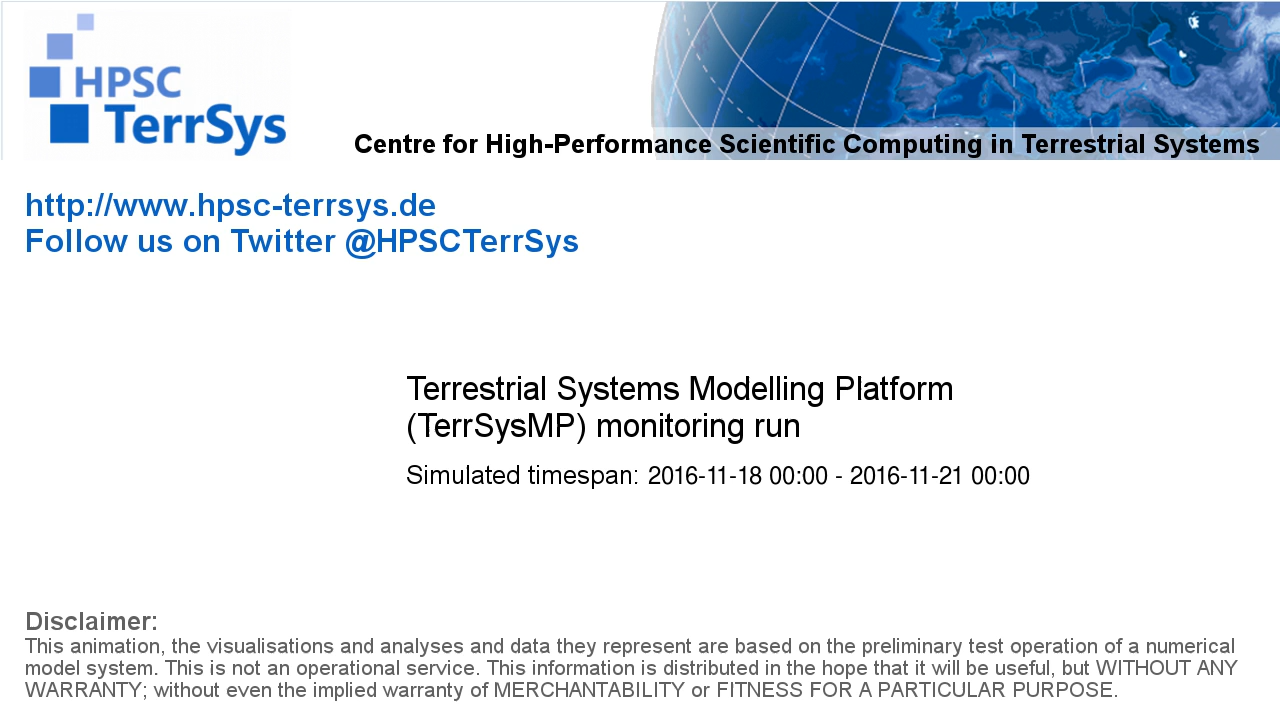 HPSC
TerrSys
Centre for High-Performance Scientific Computing in Terrestrial Systems
http://www.hpsc-terrsys.de
Follow us on Twitter @HPSCTerrSys
Terrestrial Systems Modelling Platform
(TerrSysMP) monitoring run
Simulated timespan: 2016-11-18 00:00 - 2016-11-21 00:00
Disclaimer:
This animation, the visualisations and analyses and data they represent are based on the preliminary test operation of a numerical
model system. This is not an operational service. This information is distributed in the hope that it will be useful, but WITHOUT ANY
WARRANTY; without even the implied warranty of MERCHANTABILITY or FITNESS FOR A PARTICULAR PURPOSE.